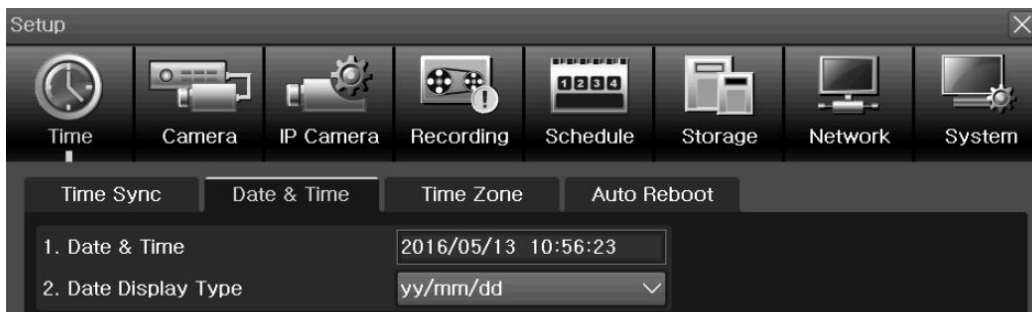 Setup
1234
Time Camera IP Camera Recording Schedule Storage Network System
Time Sync Date & Time Time Zone Auto Reboot
1. Date & Time 2016/05/13 10:56:23
2. Date Display Type yy/mm/dd